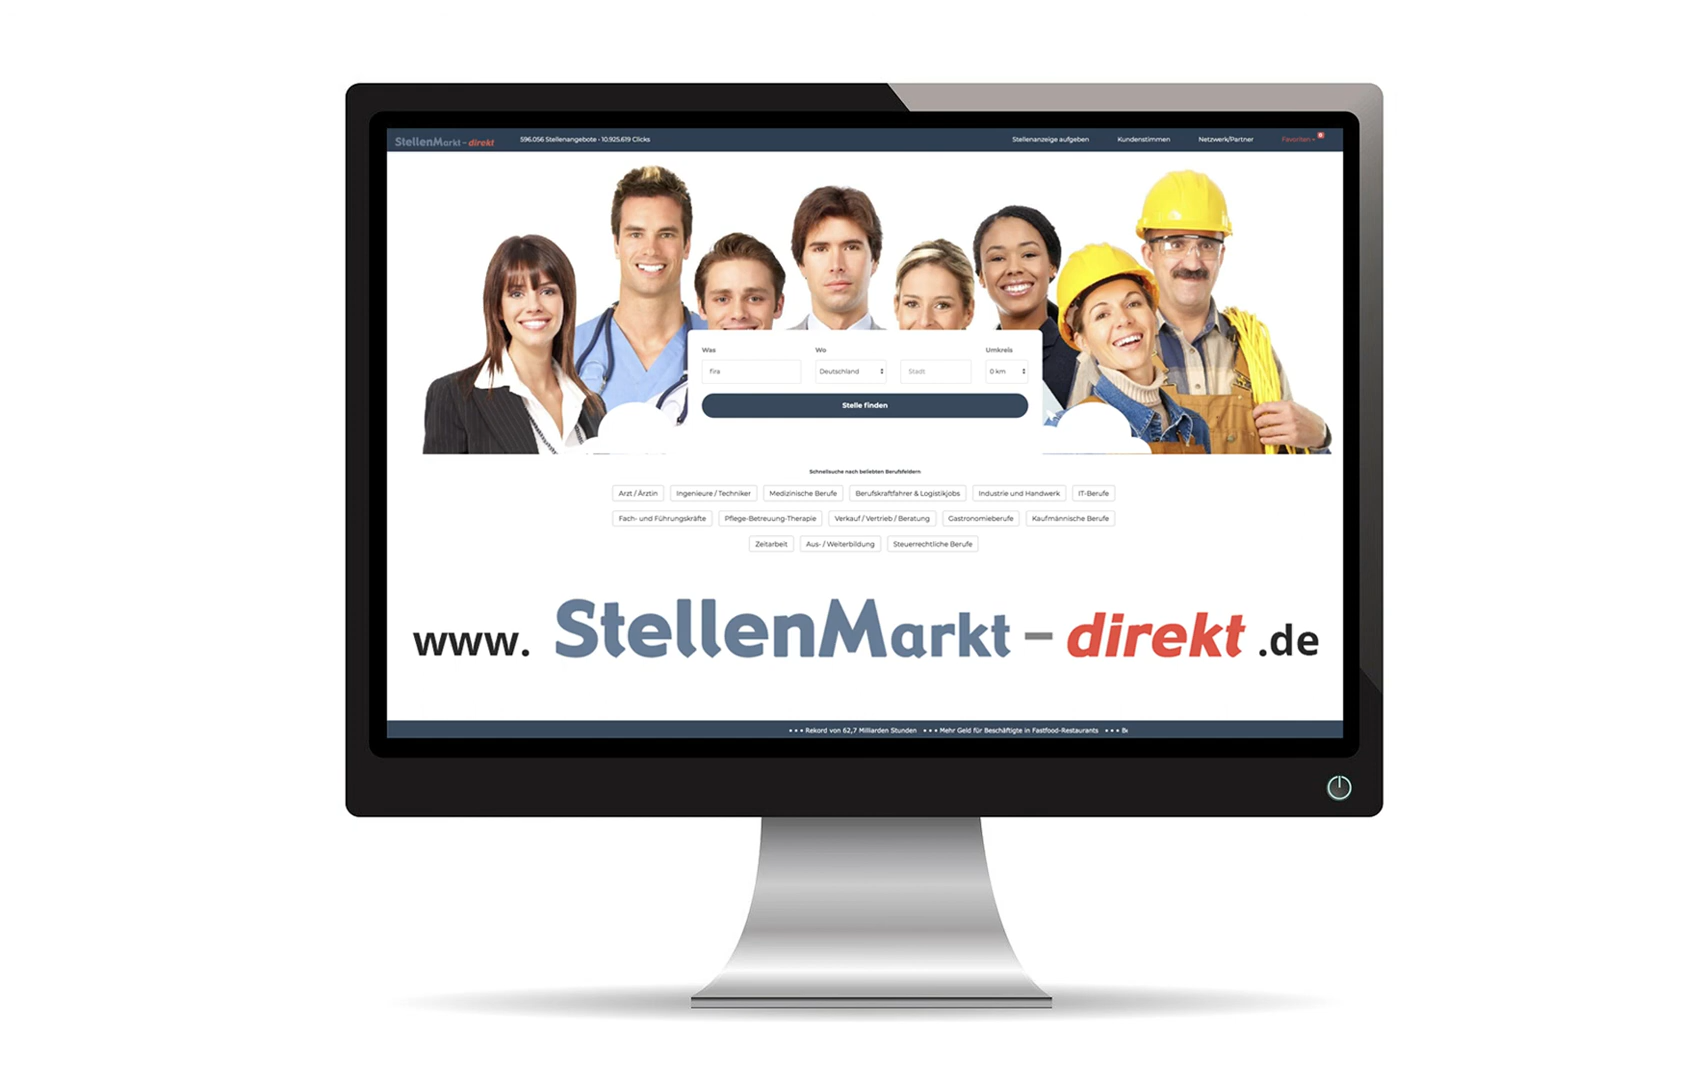 StellenMarkt - direkt 596.056 Stellenangebote • 10.925.619 Clicks Stellenanzeige aufgeben Kundenstimmen Netzwerk/Partner Favoriten
Was Wo Umkreis
fira Deutschland Stadt 0 km
Stelle finden
Schnellsuche nach beliebten Berufsfeldern
Arzt / Ärztin Ingenieure / Techniker Medizinische Berufe Berufskraftfahrer & Logistikjobs Industrie und Handwerk IT-Berufe
Fach- und Führungskräfte Pflege-Betreuung-Therapie Verkauf / Vertrieb / Beratung Gastronomieberufe Kaufmännische Berufe
Zeitarbeit Aus- / Weiterbildung Steuerrechtliche Berufe
www. StellenMarkt - direkt .de
• • • Rekord von 62,7 Milliarden Stunden • • • Mehr Geld für Beschäftigte in Fastfood-Restaurants • • •